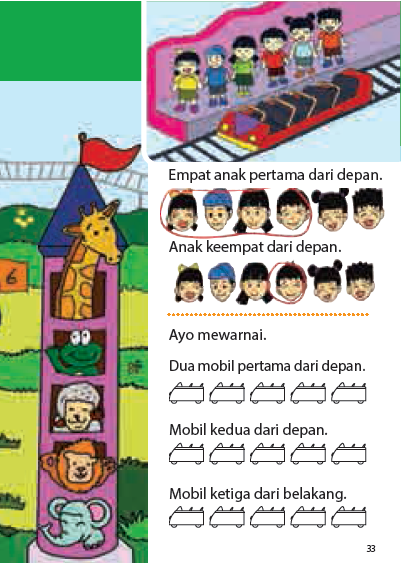 Empat anak pertama dari depan.
Anak keempat dari depan.
6
Ayo mewarnai.
Dua mobil pertama dari depan.
Mobil kedua dari depan.
Mobil ketiga dari belakang.
33